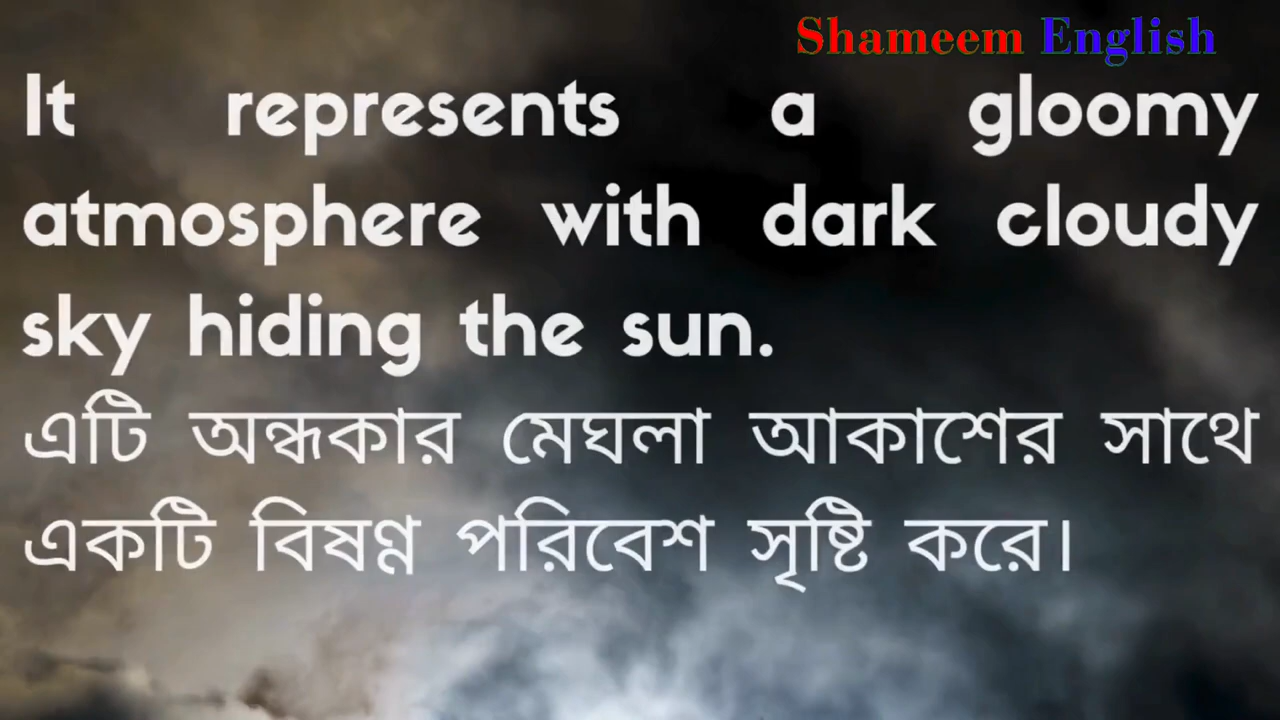 Shameem English
It represents a gloomy
atmosphere with dark cloudy
sky hiding the sun.
এটি অন্ধকার মেঘলা আকাশের সাথে
একটি বিষণ্ণ পরিবেশ সৃষ্টি করে।